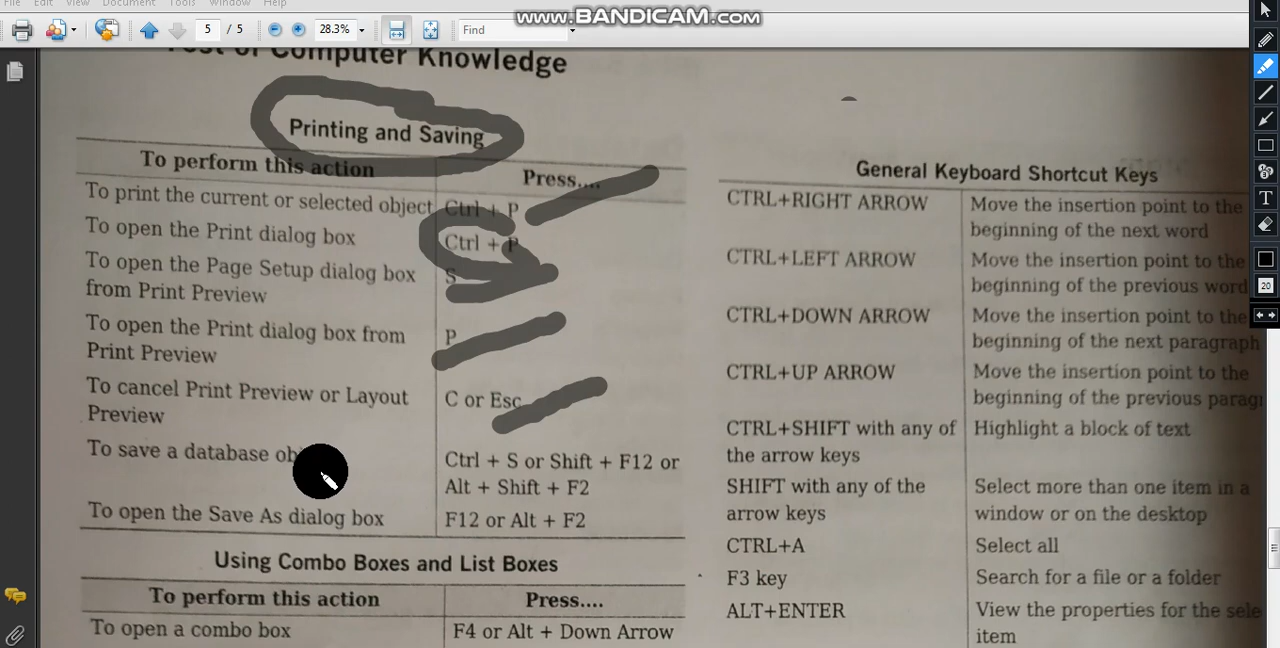 File Edit View Document Tools Window Help
www.BANDICAM.com
5 / 5 28.3% Find
Test of Computer Knowledge
Printing and Saving
To perform this action Press....
To print the current or selected object Ctrl + P
To open the Print dialog box Ctrl + P
To open the Page Setup dialog box S
from Print Preview
To open the Print dialog box from P
Print Preview
To cancel Print Preview or Layout C or Esc
Preview
To save a database ob
Ctrl + S or Shift + F12 or
Alt + Shift + F2
To open the Save As dialog box F12 or Alt + F2
Using Combo Boxes and List Boxes
To perform this action Press....
To open a combo box F4 or Alt + Down Arrow
General Keyboard Shortcut Keys
CTRL+RIGHT ARROW Move the insertion point to the
beginning of the next word
CTRL+LEFT ARROW Move the insertion point to the
beginning of the previous word
CTRL+DOWN ARROW Move the insertion point to the
beginning of the next paragraph
CTRL+UP ARROW Move the insertion point to the
beginning of the previous parag
CTRL+SHIFT with any of Highlight a block of text
the arrow keys
SHIFT with any of the Select more than one item in a
arrow keys window or on the desktop
CTRL+A Select all
F3 key Search for a file or a folder
ALT+ENTER View the properties for the sele
item
T
20